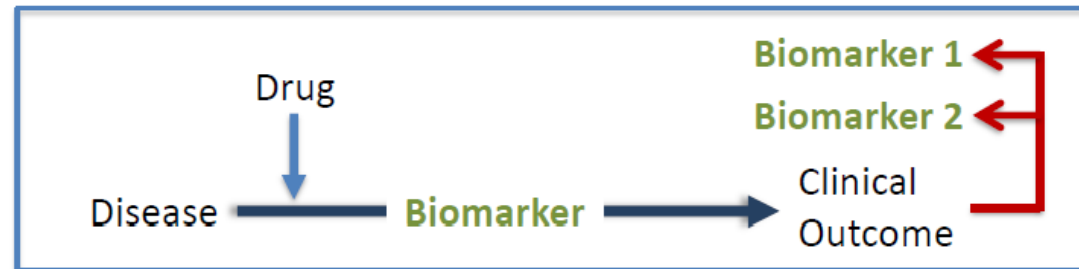 Biomarker 1
Drug
Biomarker 2
Disease
Biomarker
Clinical
Outcome